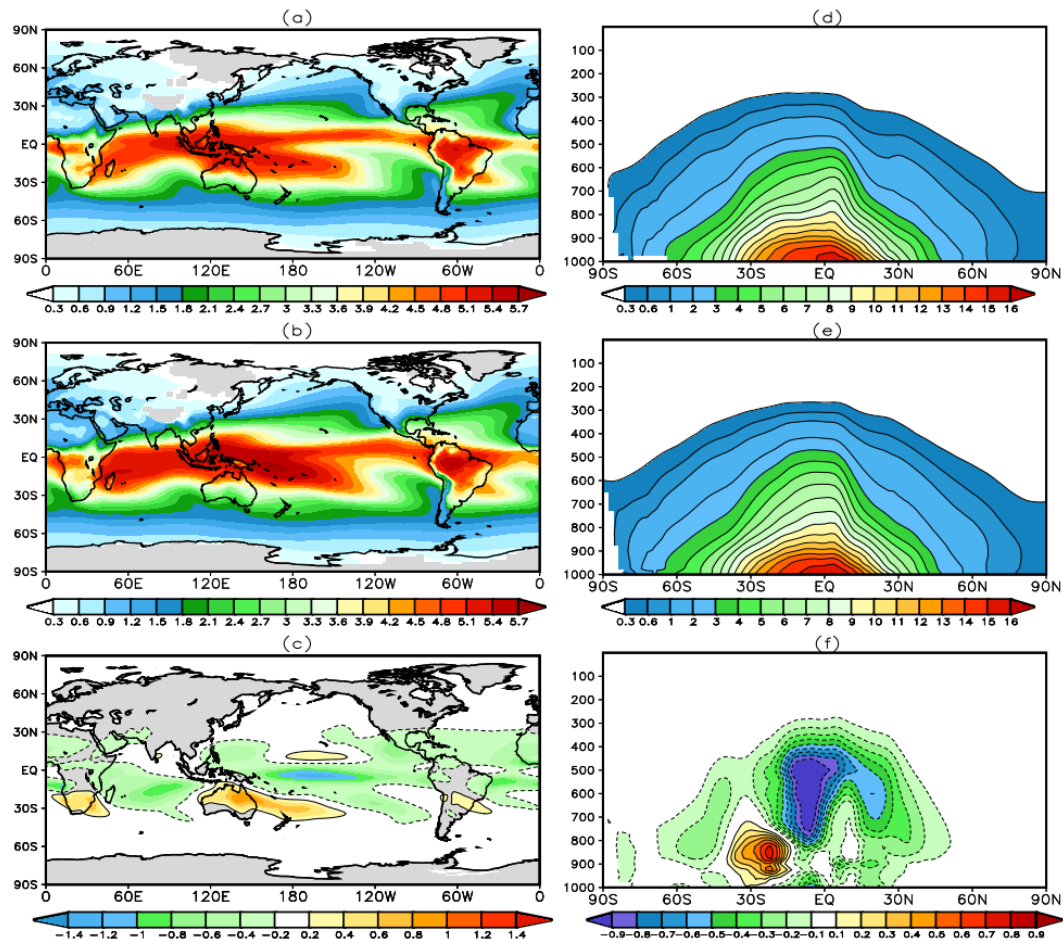 (a)
90N
60N
30N
EQ
30S
60S
90S
0 60E 120E 180 120W 60W 0
0.3 0.6 0.9 1.2 1.5 1.8 2.1 2.4 2.7 3 3.3 3.6 3.9 4.2 4.5 4.8 5.1 5.4 5.7
(d)
100
200
300
400
500
600
700
800
900
1000
90S 60S 30S EQ 30N 60N 90N
0.3 0.6 1 2 3 4 5 6 7 8 9 10 11 12 13 14 15 16
(b)
90N
60N
30N
EQ
30S
60S
90S
0 60E 120E 180 120W 60W 0
0.3 0.6 0.9 1.2 1.5 1.8 2.1 2.4 2.7 3 3.3 3.6 3.9 4.2 4.5 4.8 5.1 5.4 5.7
(e)
100
200
300
400
500
600
700
800
900
1000
90S 60S 30S EQ 30N 60N 90N
0.3 0.6 1 2 3 4 5 6 7 8 9 10 11 12 13 14 15 16
(c)
90N
60N
30N
EQ
30S
60S
90S
0 60E 120E 180 120W 60W 0
-1.4 -1.2 -1 -0.8 -0.6 -0.4 -0.2 0.2 0.4 0.6 0.8 1 1.2 1.4
(f)
100
200
300
400
500
600
700
800
900
1000
90S 60S 30S EQ 30N 60N 90N
-0.9 -0.8 -0.7 -0.6 -0.5 -0.4 -0.3 -0.2 -0.1 0.1 0.2 0.3 0.4 0.5 0.6 0.7 0.8 0.9